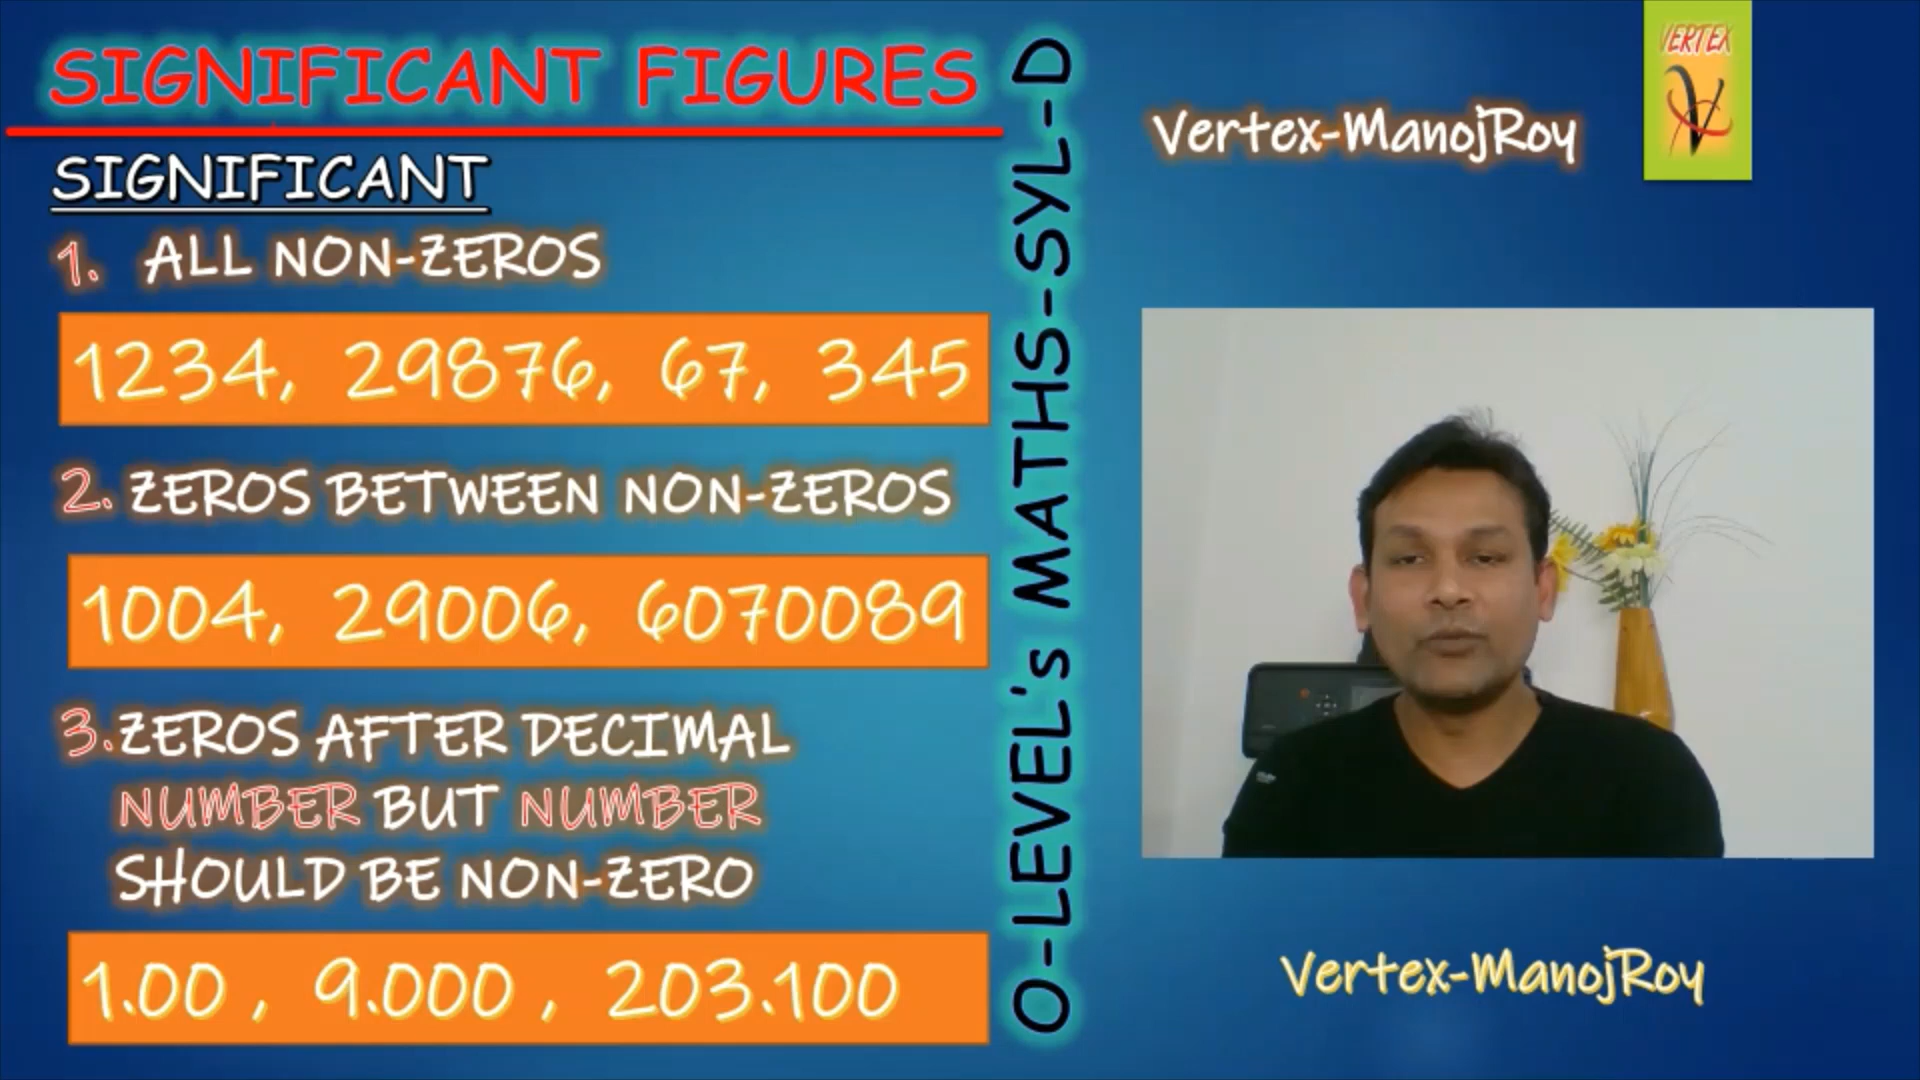 SIGNIFICANT FIGURES
SIGNIFICANT
1. ALL NON-ZEROS
1234, 29876, 67, 345
2. ZEROS BETWEEN NON-ZEROS
1004, 29006, 6070089
3. ZEROS AFTER DECIMAL
NUMBER BUT NUMBER
SHOULD BE NON-ZERO
1.00 , 9.000 , 203.100
O-LEVEL's MATHS-SYL-D
Vertex-ManojRoy
VERTEX
V
Vertex-ManojRoy